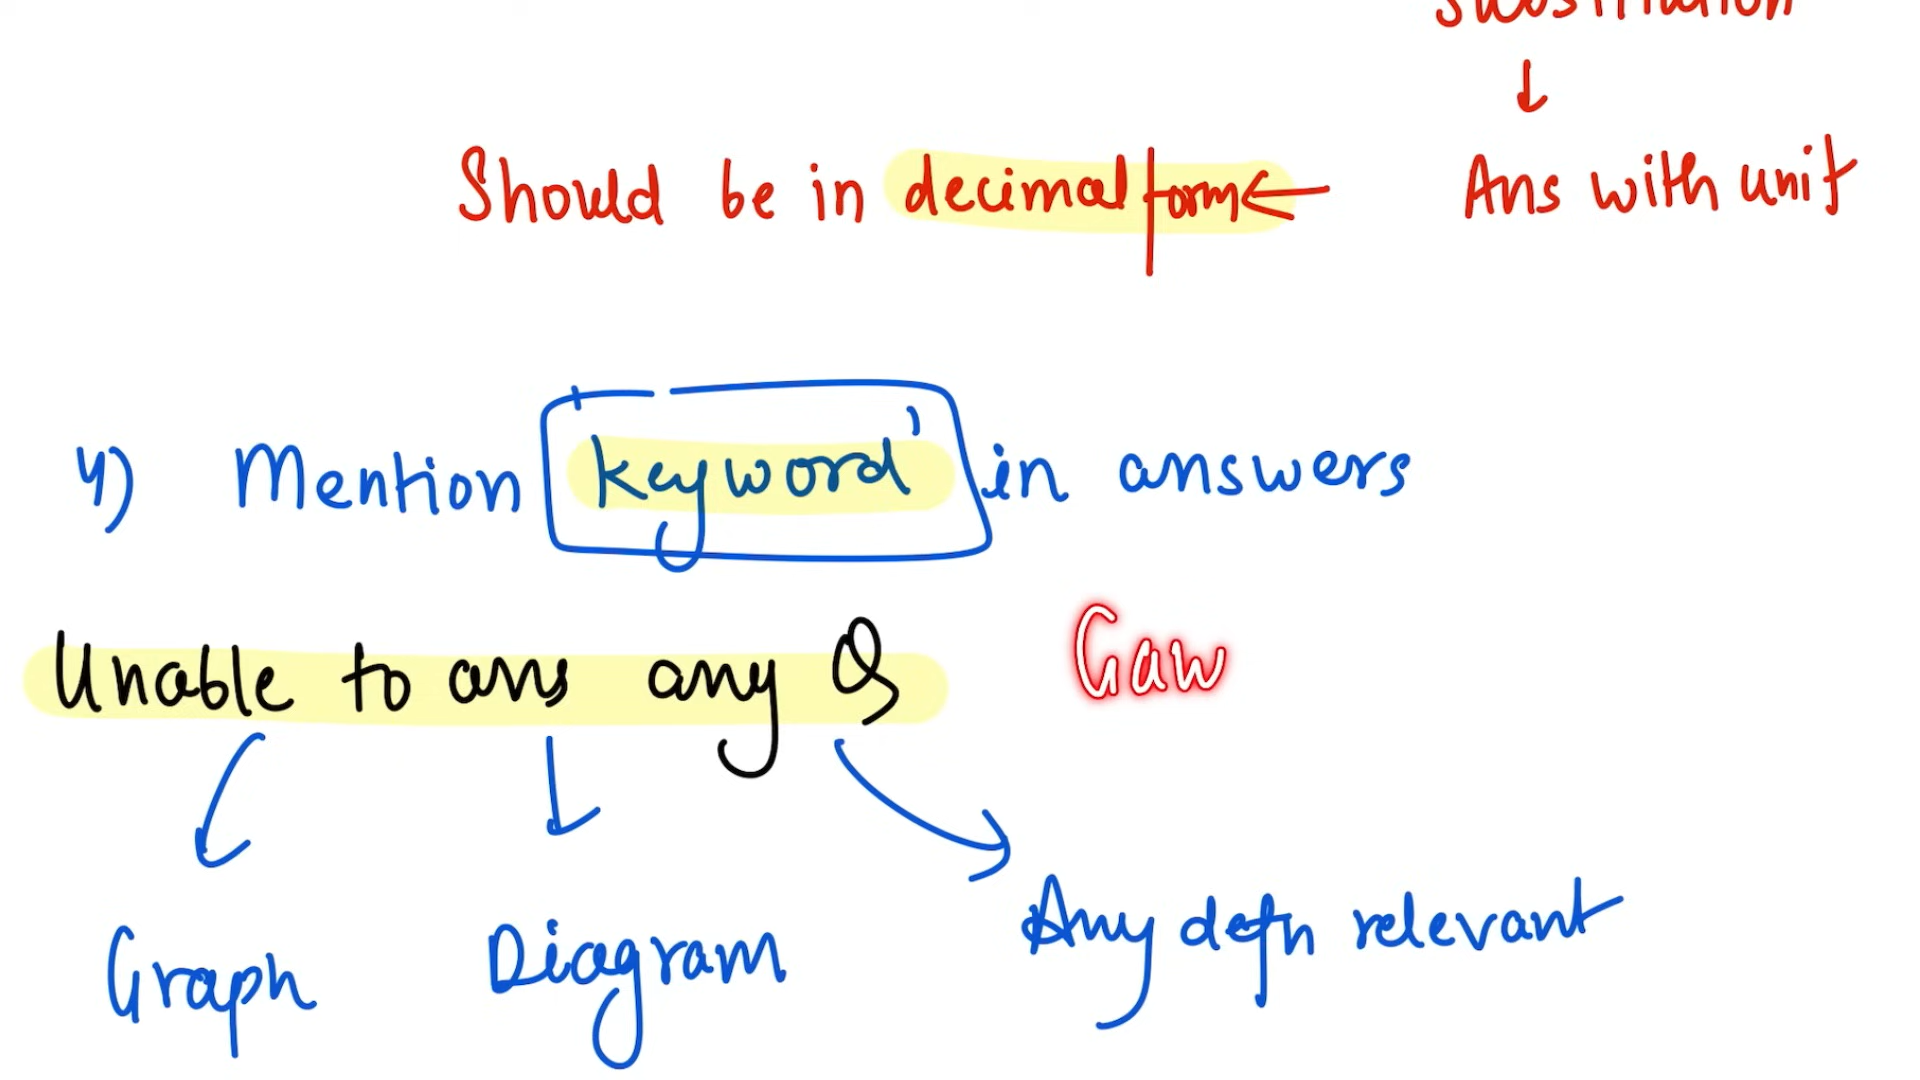 substitution
↓
Should be in decimal form ← Ans with unit
4) Mention 'keyword' in answers
Unable to ans any Q Gaw
Graph Diagram Any defn relevant